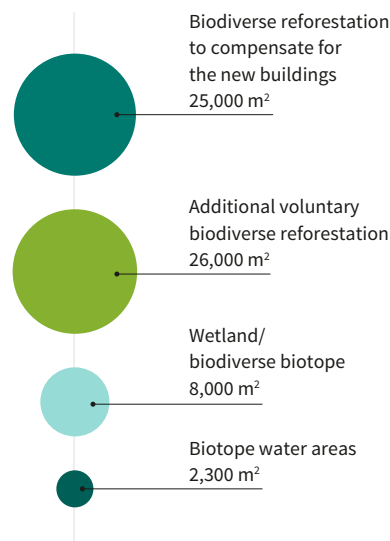 Biodiverse reforestation
to compensate for
the new buildings
25,000 m²
Additional voluntary
biodiverse reforestation
26,000 m²
Wetland/
biodiverse biotope
8,000 m²
Biotope water areas
2,300 m²